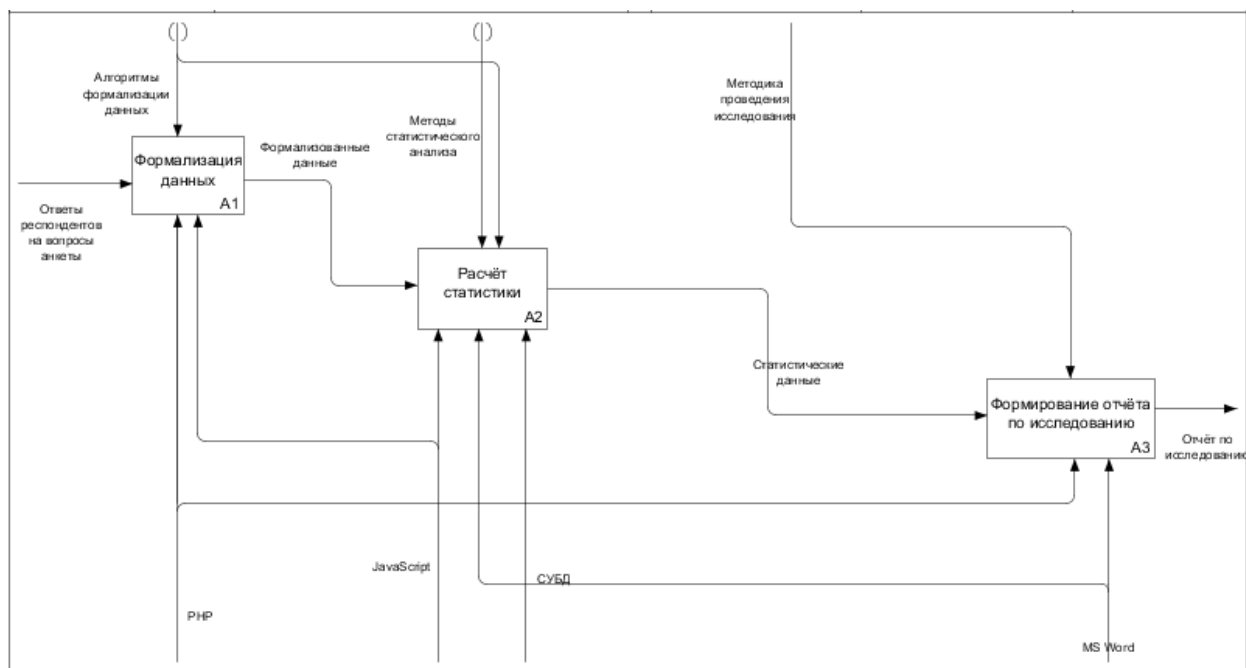 ( )
( )
Алгоритмы
формализации
данных
Методика
проведения
исследования
Методы
статистического
анализа
Формализация
данных
A1
Формализованные
данные
Ответы
респондентов
на вопросы
анкеты
Расчёт
статистики
A2
Статистические
данные
Формирование отчёта
по исследованию
A3
Отчёт по
исследованию
JavaScript
СУБД
PHP
MS Word